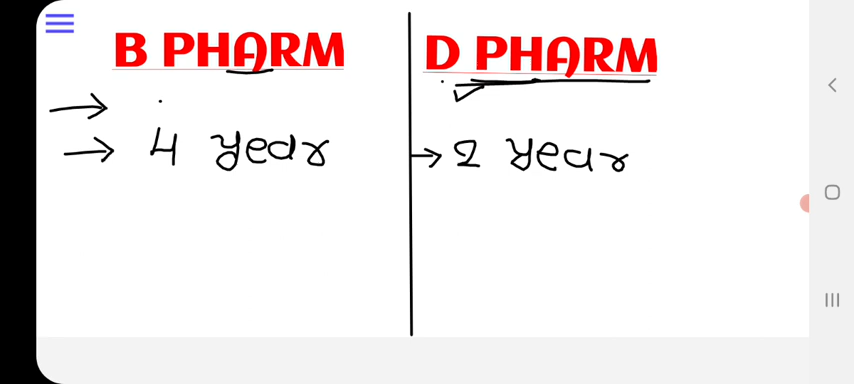 B PHARM
D PHARM
→
→ 4 year
→ 2 year